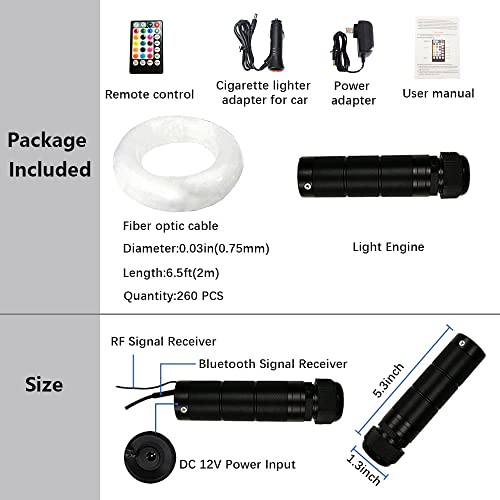 Package
Included
Remote control
Cigarette lighter
adapter for car
Power
adapter
User manual
Fiber optic cable
Diameter:0.03in(0.75mm)
Length:6.5ft(2m)
Quantity:260 PCS
Light Engine
Size
RF Signal Receiver
Bluetooth Signal Receiver
DC 12V Power Input
5.3inch
1.3inch